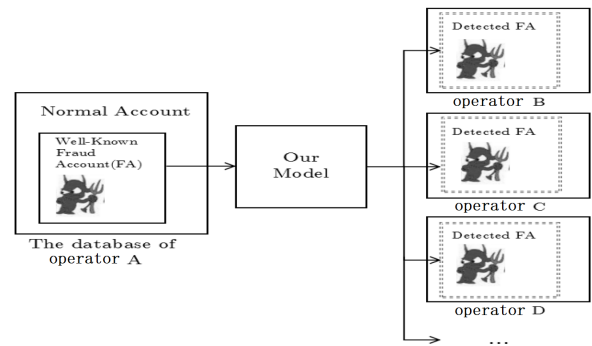 Normal Account
Well-Known
Fraud
Account(FA)
The database of
operator A
Our
Model
Detected FA
operator B
Detected FA
operator C
Detected FA
operator D
...